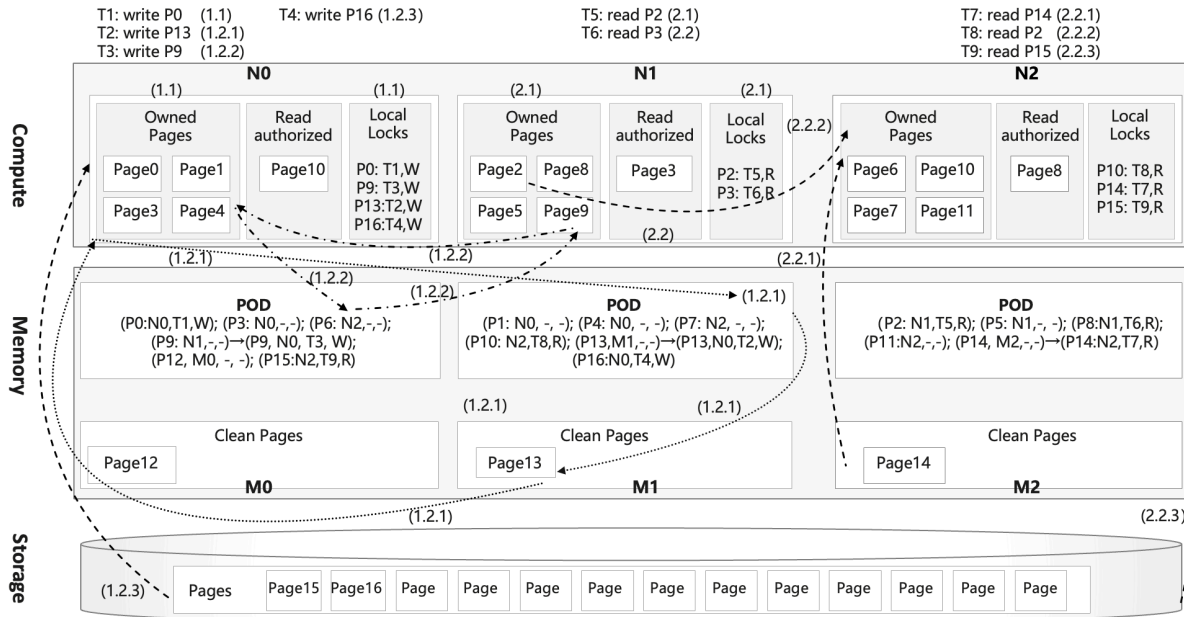 T1: write P0 (1.1)
T2: write P13 (1.2.1)
T3: write P9 (1.2.2)
T4: write P16 (1.2.3)
T5: read P2 (2.1)
T6: read P3 (2.2)
T7: read P14 (2.2.1)
T8: read P2 (2.2.2)
T9: read P15 (2.2.3)
Compute
N0
(1.1)
(1.1)
Owned
Pages
Page0
Page1
Page3
Page4
Read
authorized
Page10
Local
Locks
P0: T1,W
P9: T3,W
P13:T2,W
P16:T4,W
N1
(2.1)
(2.1)
Owned
Pages
Page2
Page8
Page5
Page9
Read
authorized
Page3
Local
Locks
P2: T5,R
P3: T6,R
(2.2)
(2.2.2)
N2
Owned
Pages
Page6
Page10
Page7
Page11
Read
authorized
Page8
Local
Locks
P10: T8,R
P14: T7,R
P15: T9,R
(1.2.1)
(1.2.2)
(1.2.2)
(1.2.2)
(2.2.1)
Memory
POD
(P0:N0,T1,W); (P3: N0,-,-); (P6: N2,-,-);
(P9: N1,-,-)→(P9, N0, T3, W);
(P12, M0, -, -); (P15:N2,T9,R)
POD
(1.2.1)
(P1: N0, -, -); (P4: N0, -, -); (P7: N2, -, -);
(P10: N2,T8,R); (P13,M1,-,-)→(P13,N0,T2,W);
(P16:N0,T4,W)
POD
(P2: N1,T5,R); (P5: N1,-, -); (P8:N1,T6,R);
(P11:N2,-,-); (P14, M2,-,-)→(P14:N2,T7,R)
(1.2.1)
(1.2.1)
Clean Pages
Page12
M0
Clean Pages
Page13
M1
Clean Pages
Page14
M2
(1.2.1)
(2.2.3)
Storage
(1.2.3)
Pages
Page15
Page16
Page
Page
Page
Page
Page
Page
Page
Page
Page
Page
Page